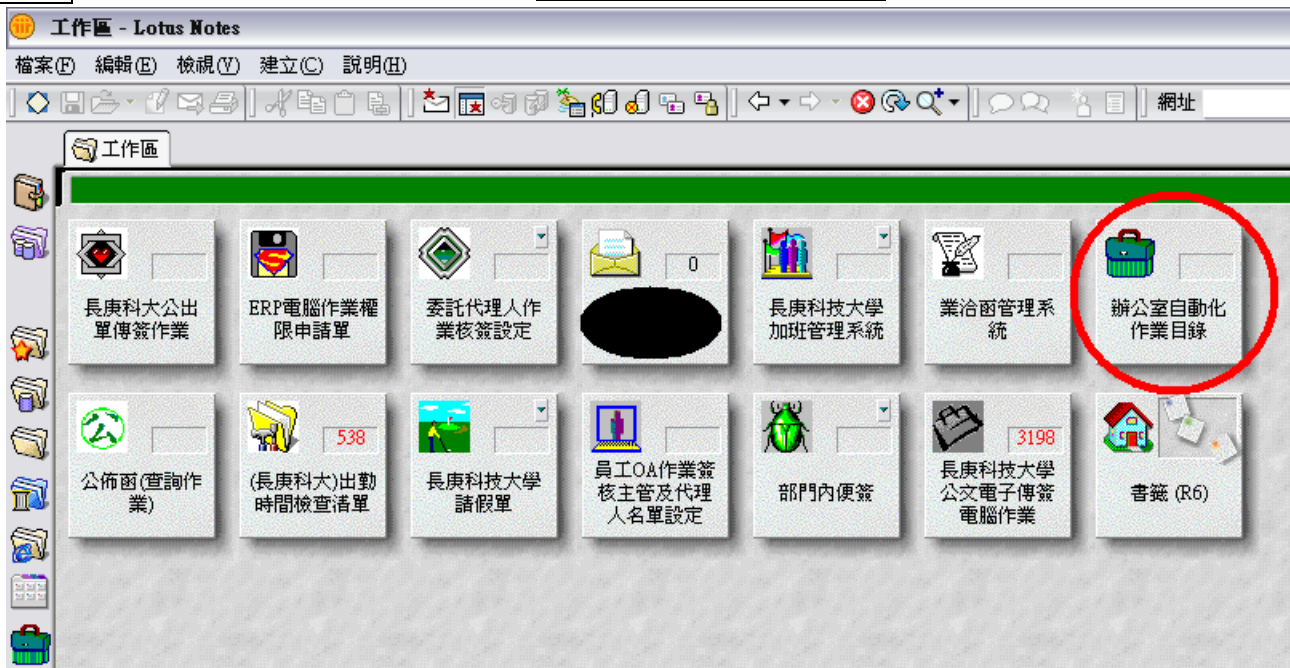 工作區 - Lotus Notes
檔案(F) 編輯(E) 檢視(V) 建立(C) 說明(H)
網址
工作區
0
長庚科大公出
單傳簽作業
ERP電腦作業權
限申請單
委託代理人作
業核簽設定
長庚科技大學
加班管理系統
業洽函管理系
統
辦公室自動化
作業目錄
公
538
3198
公佈函(查詢作
業)
(長庚科大)出勤
時間檢查清單
長庚科技大學
請假單
員工OA作業簽
核主管及代理
人名單設定
部門內便簽
長庚科技大學
公文電子傳簽
電腦作業
書籤 (R6)